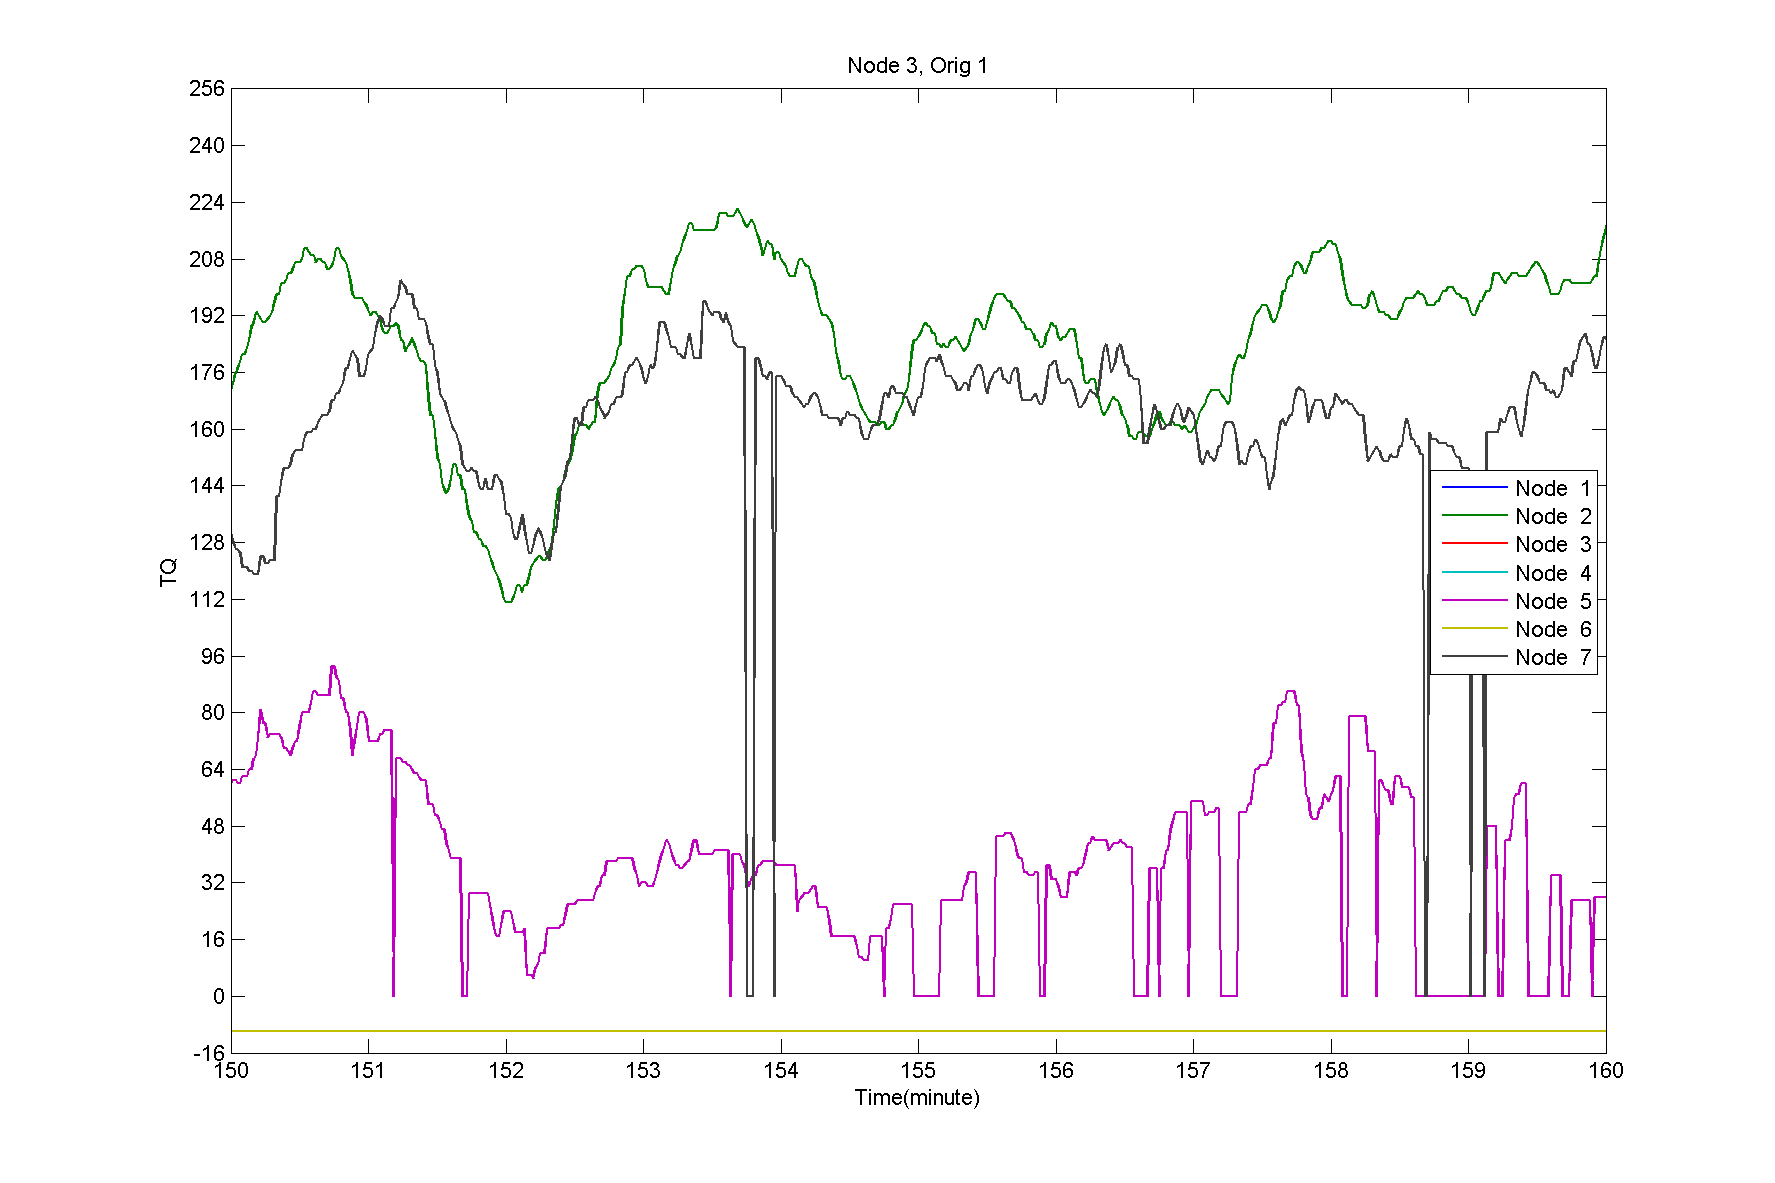 Node 3, Orig 1
256
240
224
208
192
176
160
144
128
112
96
80
64
48
32
16
0
-16
TQ
Node 1
Node 2
Node 3
Node 4
Node 5
Node 6
Node 7
150 151 152 153 154 155 156 157 158 159 160
Time(minute)